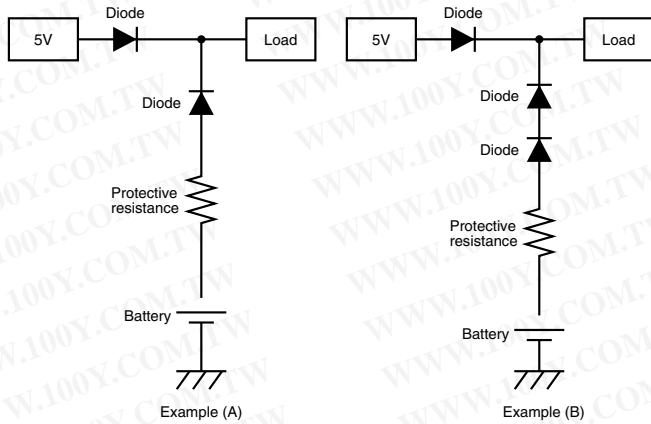 Diode
5V
Load
Diode
Protective
resistance
Battery
Example (A)
Diode
5V
Load
Diode
Diode
Protective
resistance
Battery
Example (B)
WWW.100Y.COM.TW